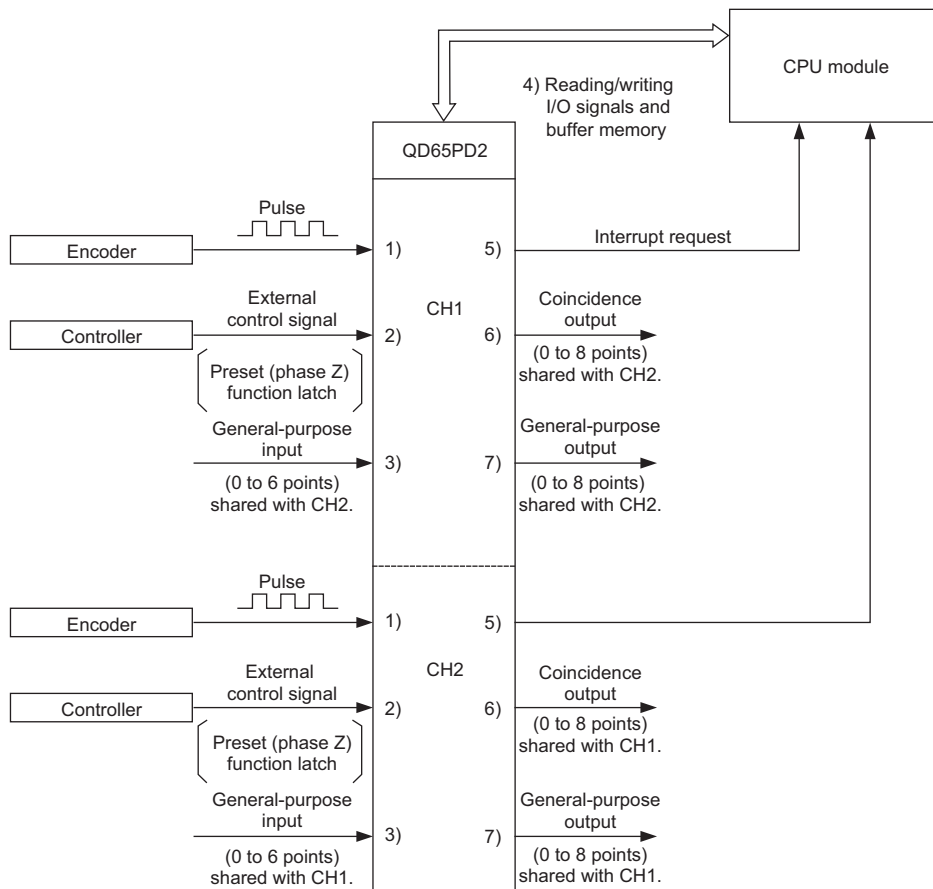 CPU module
4) Reading/writing
I/O signals and
buffer memory
QD65PD2
Pulse
Encoder
1)
5)
Interrupt request
CH1
External
control signal
Controller
2)
6)
Coincidence
output
(0 to 8 points)
shared with CH2.
Preset (phase Z)
function latch
General-purpose
input
3)
(0 to 6 points)
shared with CH2.
7)
General-purpose
output
(0 to 8 points)
shared with CH2.
Pulse
Encoder
1)
5)
CH2
External
control signal
Controller
2)
6)
Coincidence
output
(0 to 8 points)
shared with CH1.
Preset (phase Z)
function latch
General-purpose
input
3)
(0 to 6 points)
shared with CH1.
7)
General-purpose
output
(0 to 8 points)
shared with CH1.